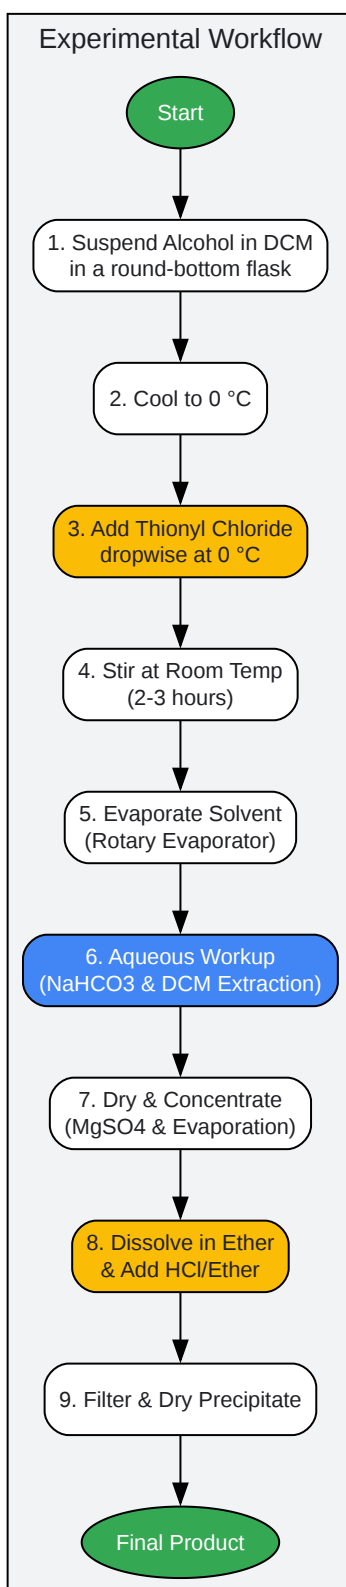 Experimental Workflow
Start
1. Suspend Alcohol in DCM
in a round-bottom flask
2. Cool to 0 °C
3. Add Thionyl Chloride
dropwise at 0 °C
4. Stir at Room Temp
(2-3 hours)
5. Evaporate Solvent
(Rotary Evaporator)
6. Aqueous Workup
(NaHCO3 & DCM Extraction)
7. Dry & Concentrate
(MgSO4 & Evaporation)
8. Dissolve in Ether
& Add HCl/Ether
9. Filter & Dry Precipitate
Final Product